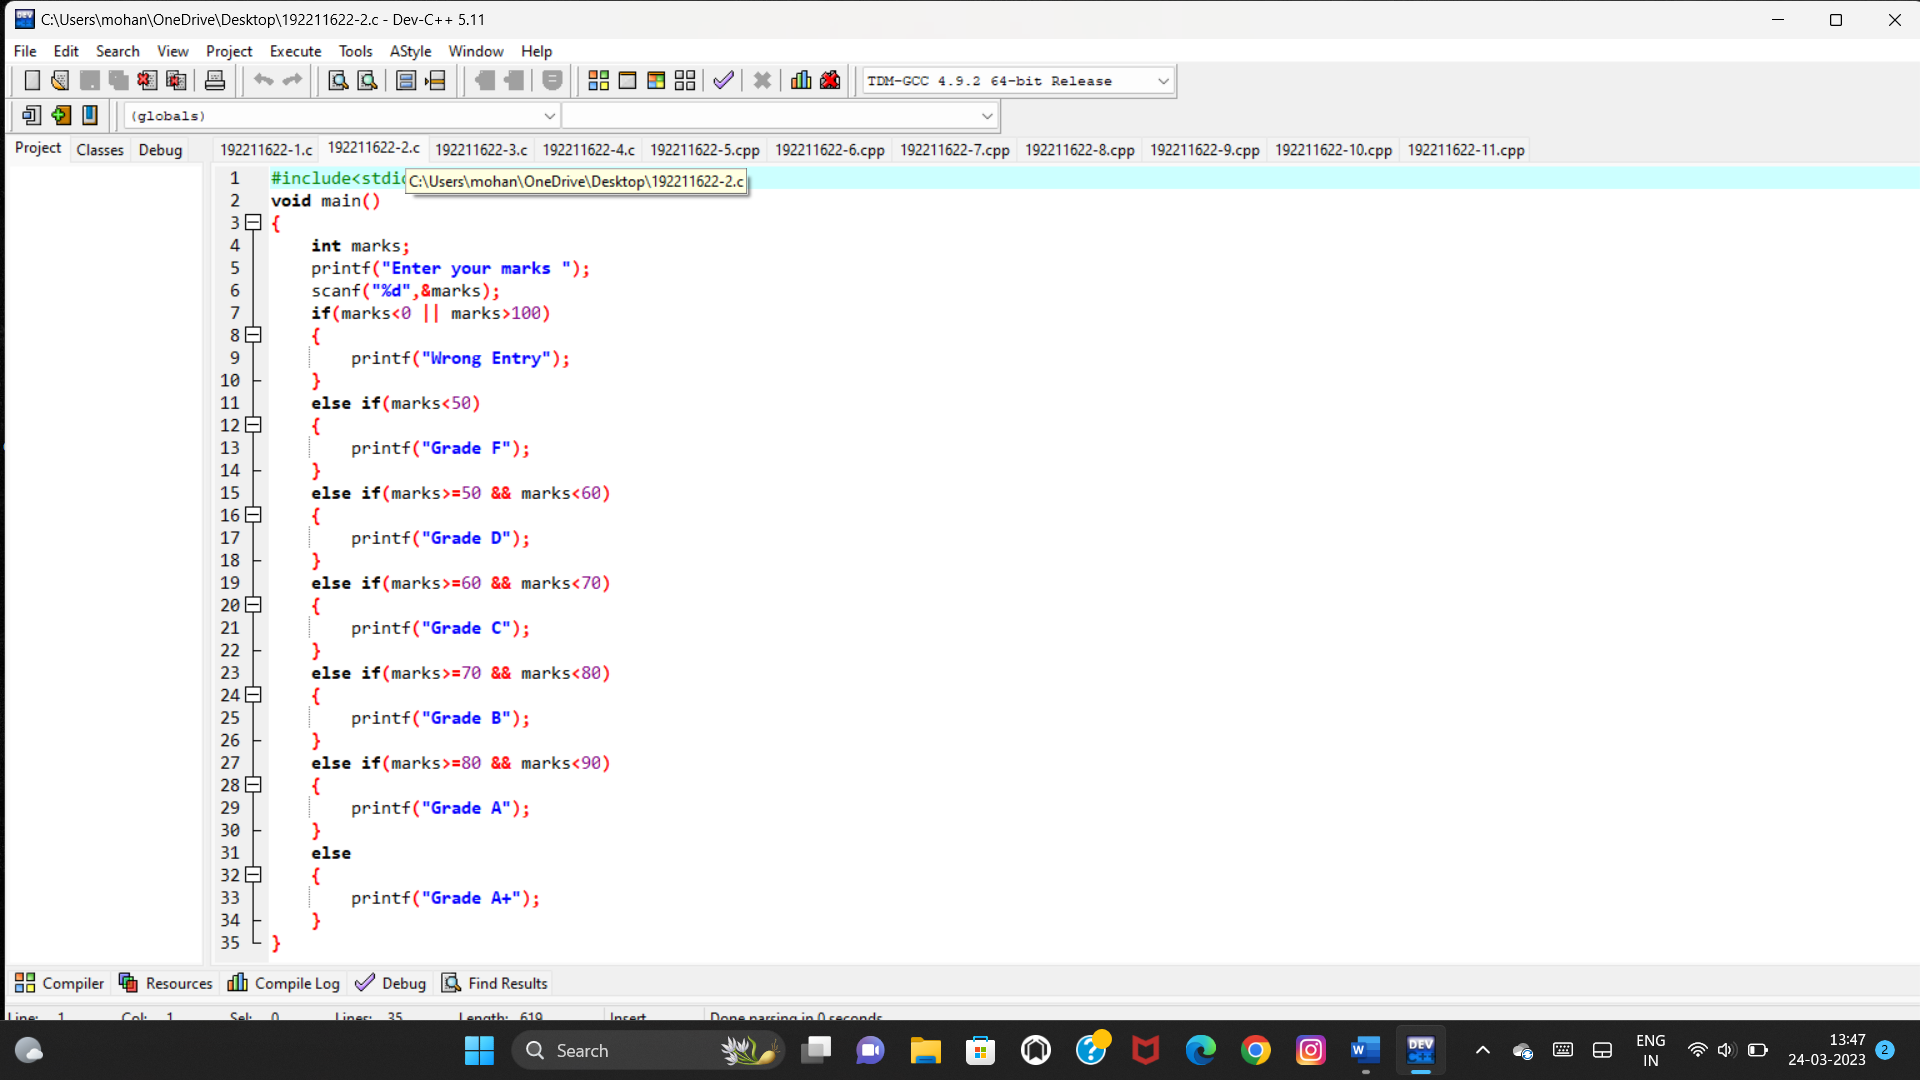 C:\Users\mohan\OneDrive\Desktop\192211622-2.c - Dev-C++ 5.11
File Edit Search View Project Execute Tools AStyle Window Help
TDM-GCC 4.9.2 64-bit Release
(globals)
Project Classes Debug 192211622-1.c 192211622-2.c 192211622-3.c 192211622-4.c 192211622-5.cpp 192211622-6.cpp 192211622-7.cpp 192211622-8.cpp 192211622-9.cpp 192211622-10.cpp 192211622-11.cpp
1 #include<stdi C:\Users\mohan\OneDrive\Desktop\192211622-2.c
2 void main()
3 {
4 int marks;
5 printf("Enter your marks ");
6 scanf("%d",&marks);
7 if(marks<0 || marks>100)
8 {
9 printf("Wrong Entry");
10 }
11 else if(marks<50)
12 {
13 printf("Grade F");
14 }
15 else if(marks>=50 && marks<60)
16 {
17 printf("Grade D");
18 }
19 else if(marks>=60 && marks<70)
20 {
21 printf("Grade C");
22 }
23 else if(marks>=70 && marks<80)
24 {
25 printf("Grade B");
26 }
27 else if(marks>=80 && marks<90)
28 {
29 printf("Grade A");
30 }
31 else
32 {
33 printf("Grade A+");
34 }
35 }
Compiler Resources Compile Log Debug Find Results
Line: 1 Col: 1 Sel: 0 Lines: 35 Length: 619 Insert Done parsing in 0 seconds
Search DEV W ENG 13:47
IN 24-03-2023 2